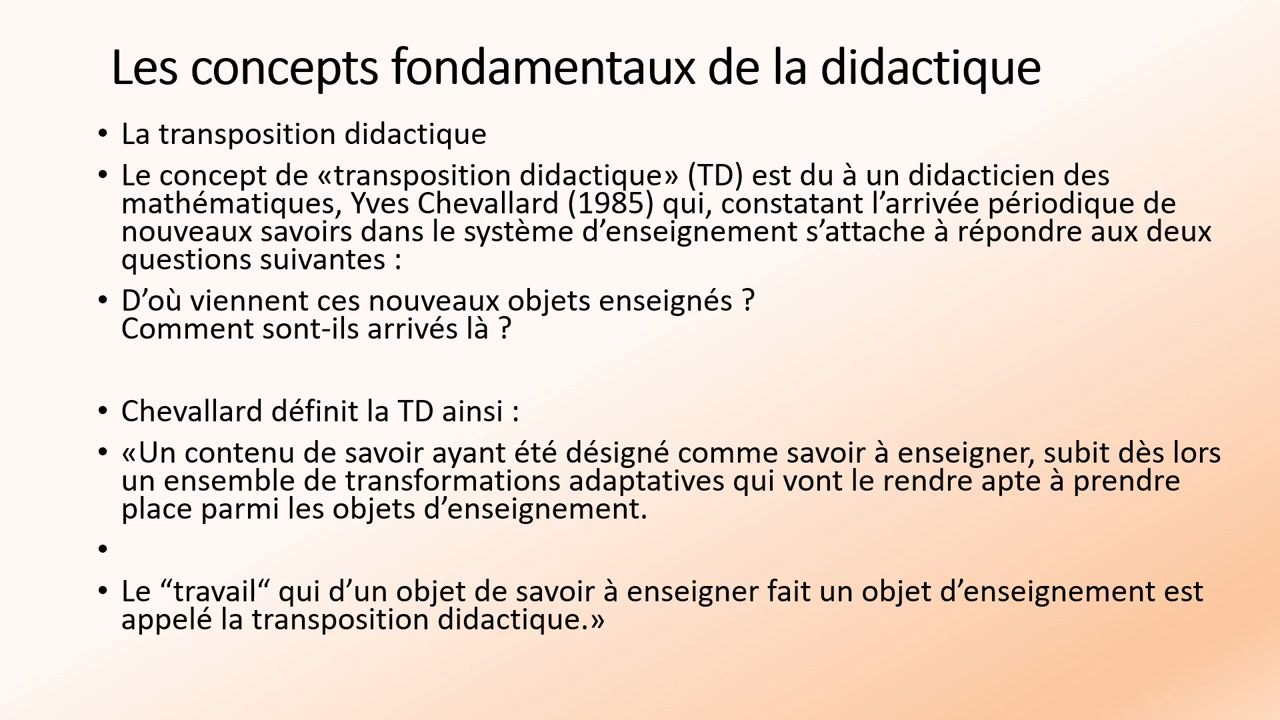 Les concepts fondamentaux de la didactique
• La transposition didactique
• Le concept de «transposition didactique» (TD) est du à un didacticien des
mathématiques, Yves Chevallard (1985) qui, constatant l’arrivée périodique de
nouveaux savoirs dans le système d’enseignement s’attache à répondre aux deux
questions suivantes :
• D’où viennent ces nouveaux objets enseignés ?
Comment sont-ils arrivés là ?
• Chevallard définit la TD ainsi :
• «Un contenu de savoir ayant été désigné comme savoir à enseigner, subit dès lors
un ensemble de transformations adaptatives qui vont le rendre apte à prendre
place parmi les objets d’enseignement.
•
• Le “travail“ qui d’un objet de savoir à enseigner fait un objet d’enseignement est
appelé la transposition didactique.»